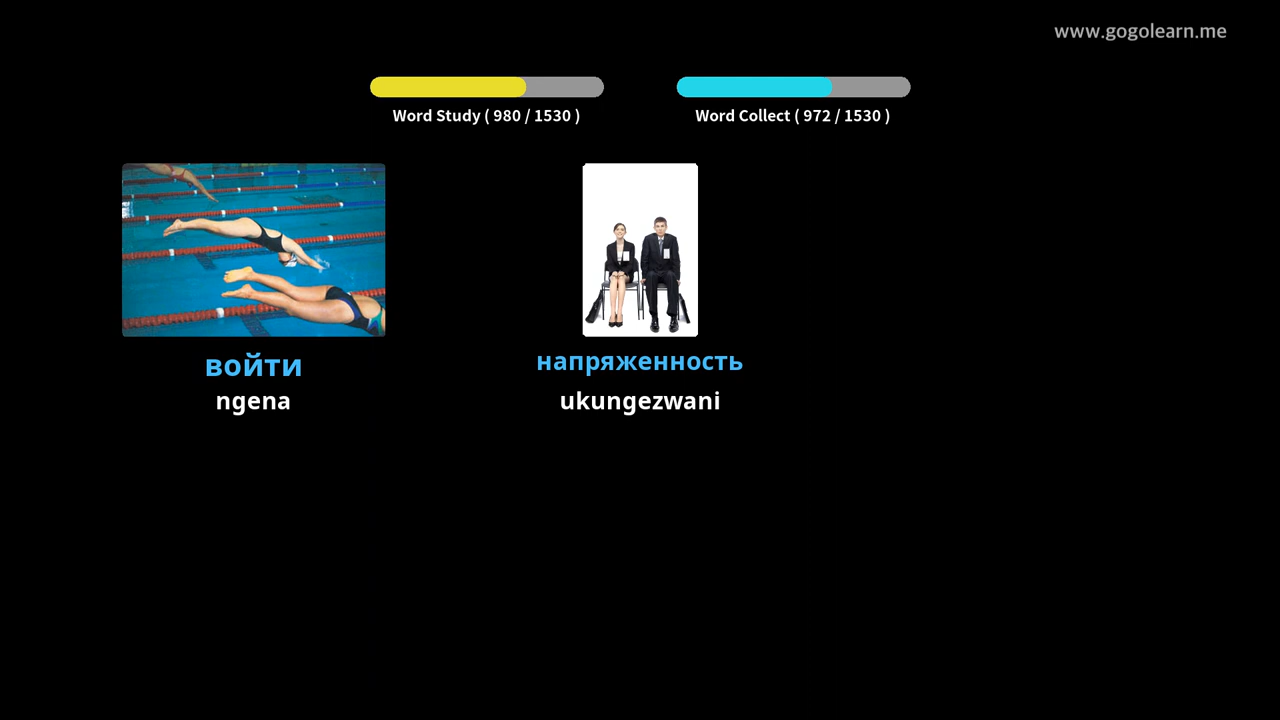 www.gogolearn.me
Word Study ( 980 / 1530 )
Word Collect ( 972 / 1530 )
войти
ngena
напряженность
ukungezwani